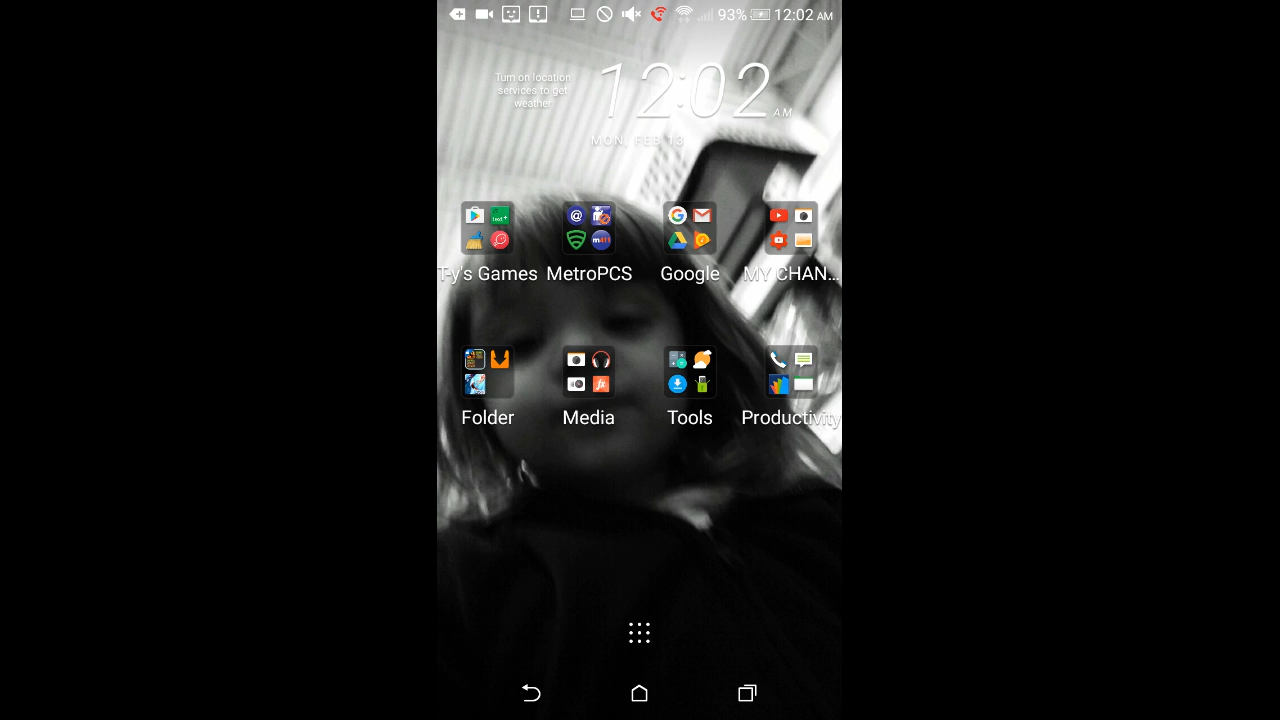 93% 12:02 AM
Turn on location
services to get
weather
12:02 AM
MON, FEB 13
T-y's Games MetroPCS Google MY CHAN...
Folder Media Tools Productivity